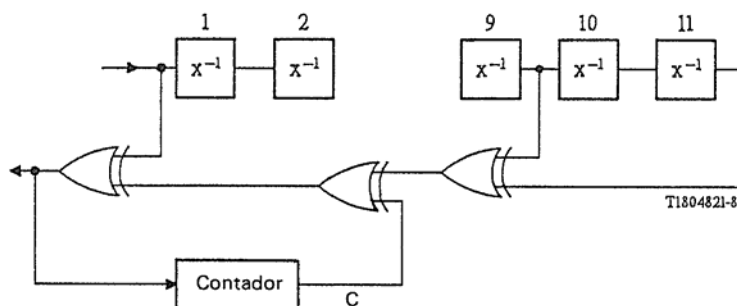 1 2 9 10 11
X⁻¹ X⁻¹ X⁻¹ X⁻¹ X⁻¹
T1804821-8
Contador
C